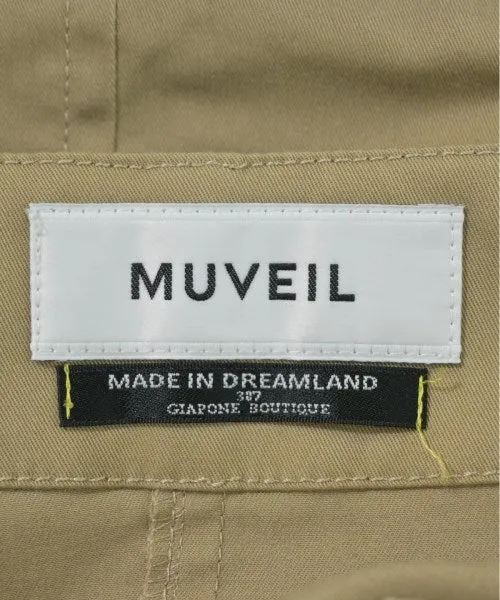 MUVEIL
MADE IN DREAMLAND
387
GIAPONE BOUTIQUE